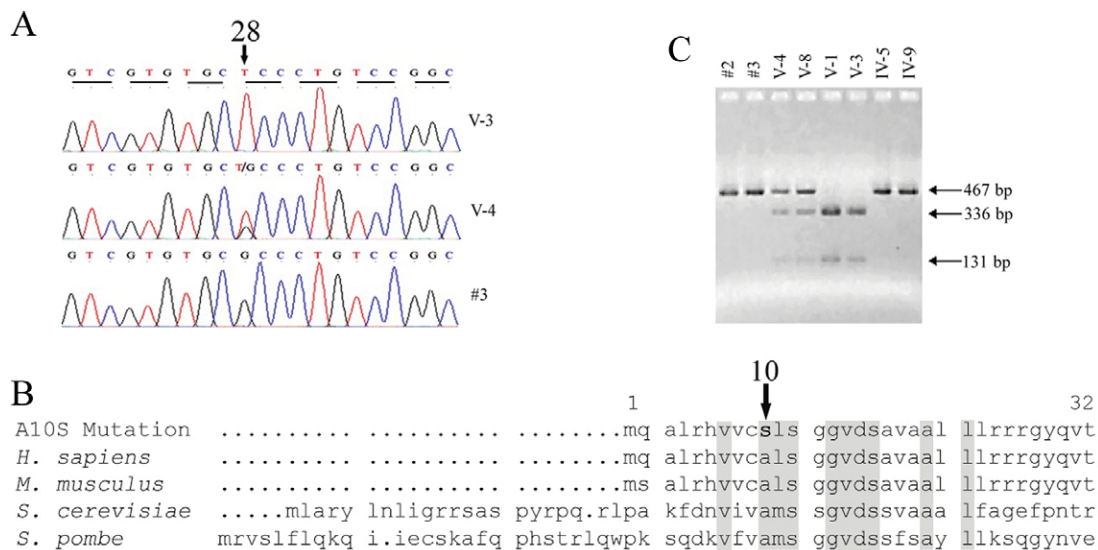 A
28
G T C G T G T G C T C C C T G T C C G G C
V-3
G T C G T G T G C T/G C C C T G T C C G G C
V-4
G T C G T G T G C G C C C T G T C C G G C
#3
C
#2 #3 V-4 V-8 V-1 V-3 IV-5 IV-9
467 bp
336 bp
131 bp
B
10
1 32
A10S Mutation .......... .......... ..........mq alrhvvcsls ggvdsavaal llrrrgyqvt
H. sapiens .......... .......... ..........mq alrhvvcals ggvdsavaal llrrrgyqvt
M. musculus .......... .......... ..........ms alrhvvcals ggvdsavaal llrrrgyqvt
S. cerevisiae .....mlary lnligrrsas pyrpq.rlpa kfdnvivams ggvdssvaaa lfagefpntr
S. pombe mrvslflqkq i.iecskafq phstrlqwpk sqdkvfvams ggvdssfsay llksqgynve